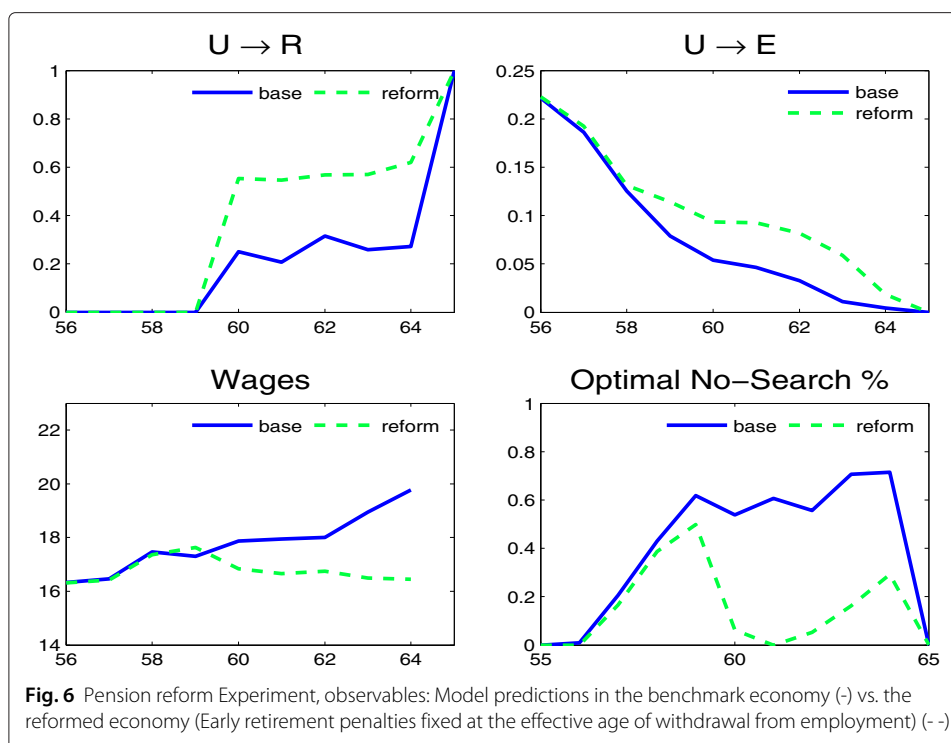 U → R
base reform
1
0.8
0.6
0.4
0.2
0
56 58 60 62 64
U → E
base
reform
0.25
0.2
0.15
0.1
0.05
0
56 58 60 62 64
Wages
base reform
22
20
18
16
14
56 58 60 62 64
Optimal No−Search %
base reform
1
0.8
0.6
0.4
0.2
0
55 60 65
Fig. 6 Pension reform Experiment, observables: Model predictions in the benchmark economy (-) vs. the
reformed economy (Early retirement penalties fixed at the effective age of withdrawal from employment) (- -)